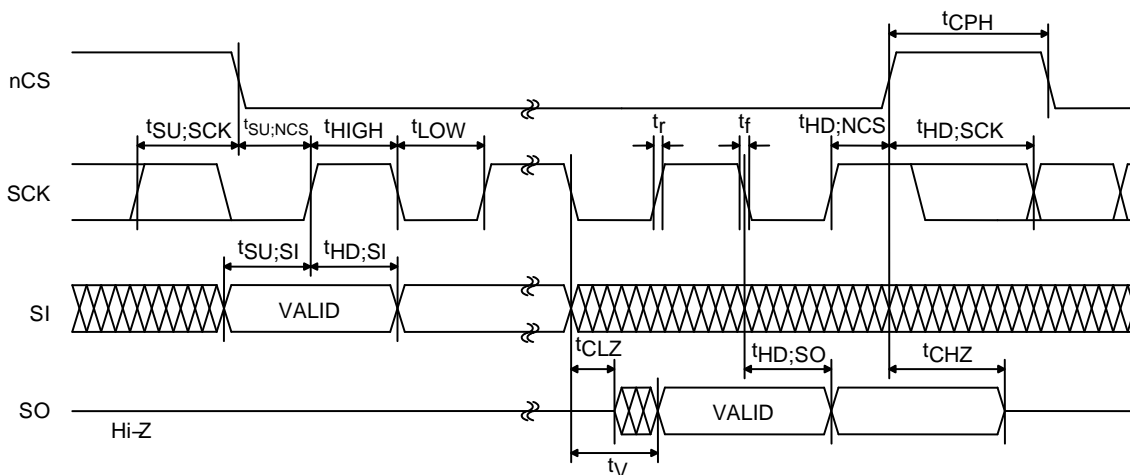 tCPH
nCS
tSU;SCK
tSU;NCS
tHIGH
tLOW
tr
tf
tHD;NCS
tHD;SCK
SCK
tSU;SI
tHD;SI
SI
VALID
tCLZ
tHD;SO
tCHZ
SO
VALID
Hi–Z
tV